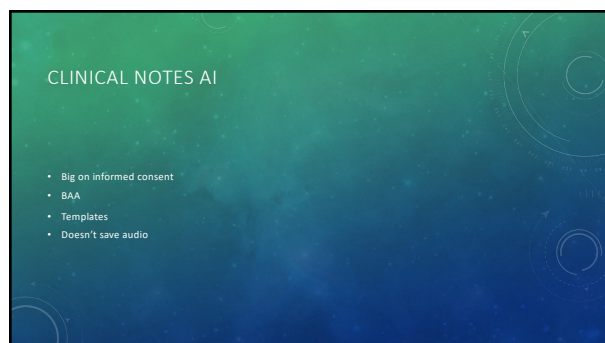 CLINICAL NOTES AI
• Big on informed consent
• BAA
• Templates
• Doesn't save audio